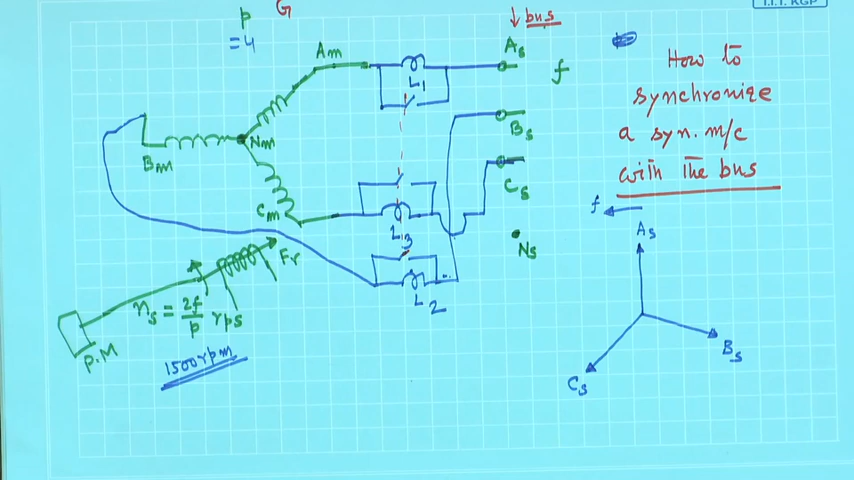 I.I.T. KGP
G
p
= 4
↓ bus
How to
synchronize
a syn. m/c
with the bus
Am
L1
As
f
Bm
Nm
Bs
Cm
L3
Cs
Ns
Fr
L2
ns = 2f/p rps
P.M
1500 rpm
f
As
Bs
Cs